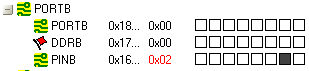 PORTB
PORTB 0x18... 0x00
DDRB 0x17... 0x00
PINB 0x16... 0x02